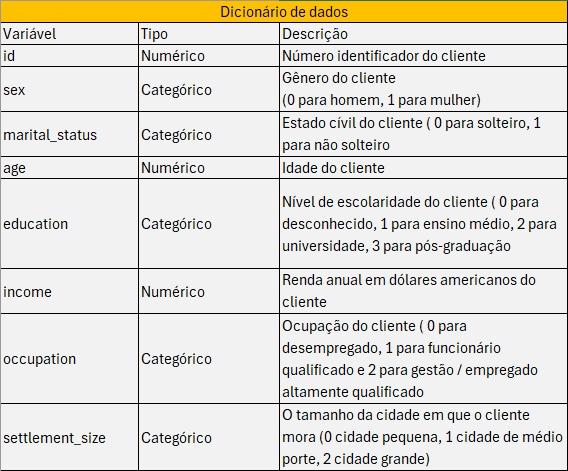 Dicionário de dados
Variável Tipo Descrição
id Numérico Número identificador do cliente
sex Categórico Gênero do cliente
(0 para homem, 1 para mulher)
marital_status Categórico Estado cívil do cliente ( 0 para solteiro, 1
para não solteiro
age Numérico Idade do cliente
education Categórico Nível de escolaridade do cliente ( 0 para
desconhecido, 1 para ensino médio, 2 para
universidade, 3 para pós-graduação
income Numérico Renda anual em dólares americanos do
cliente
occupation Categórico Ocupação do cliente ( 0 para
desempregado, 1 para funcionário
qualificado e 2 para gestão / empregado
altamente qualificado
settlement_size Categórico O tamanho da cidade em que o cliente
mora (0 cidade pequena, 1 cidade de médio
porte, 2 cidade grande)